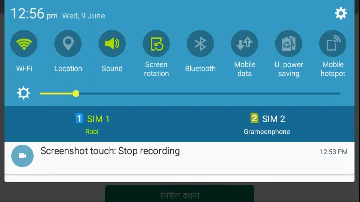 12:56 pm Wed, 9 June
Wi-Fi
Location
Sound
Screen rotation
Bluetooth
Mobile data
U. power saving
Mobile hotspot
1 SIM 1
Robi
2 SIM 2
Grameenphone
Screenshot touch: Stop recording
12:53 PM